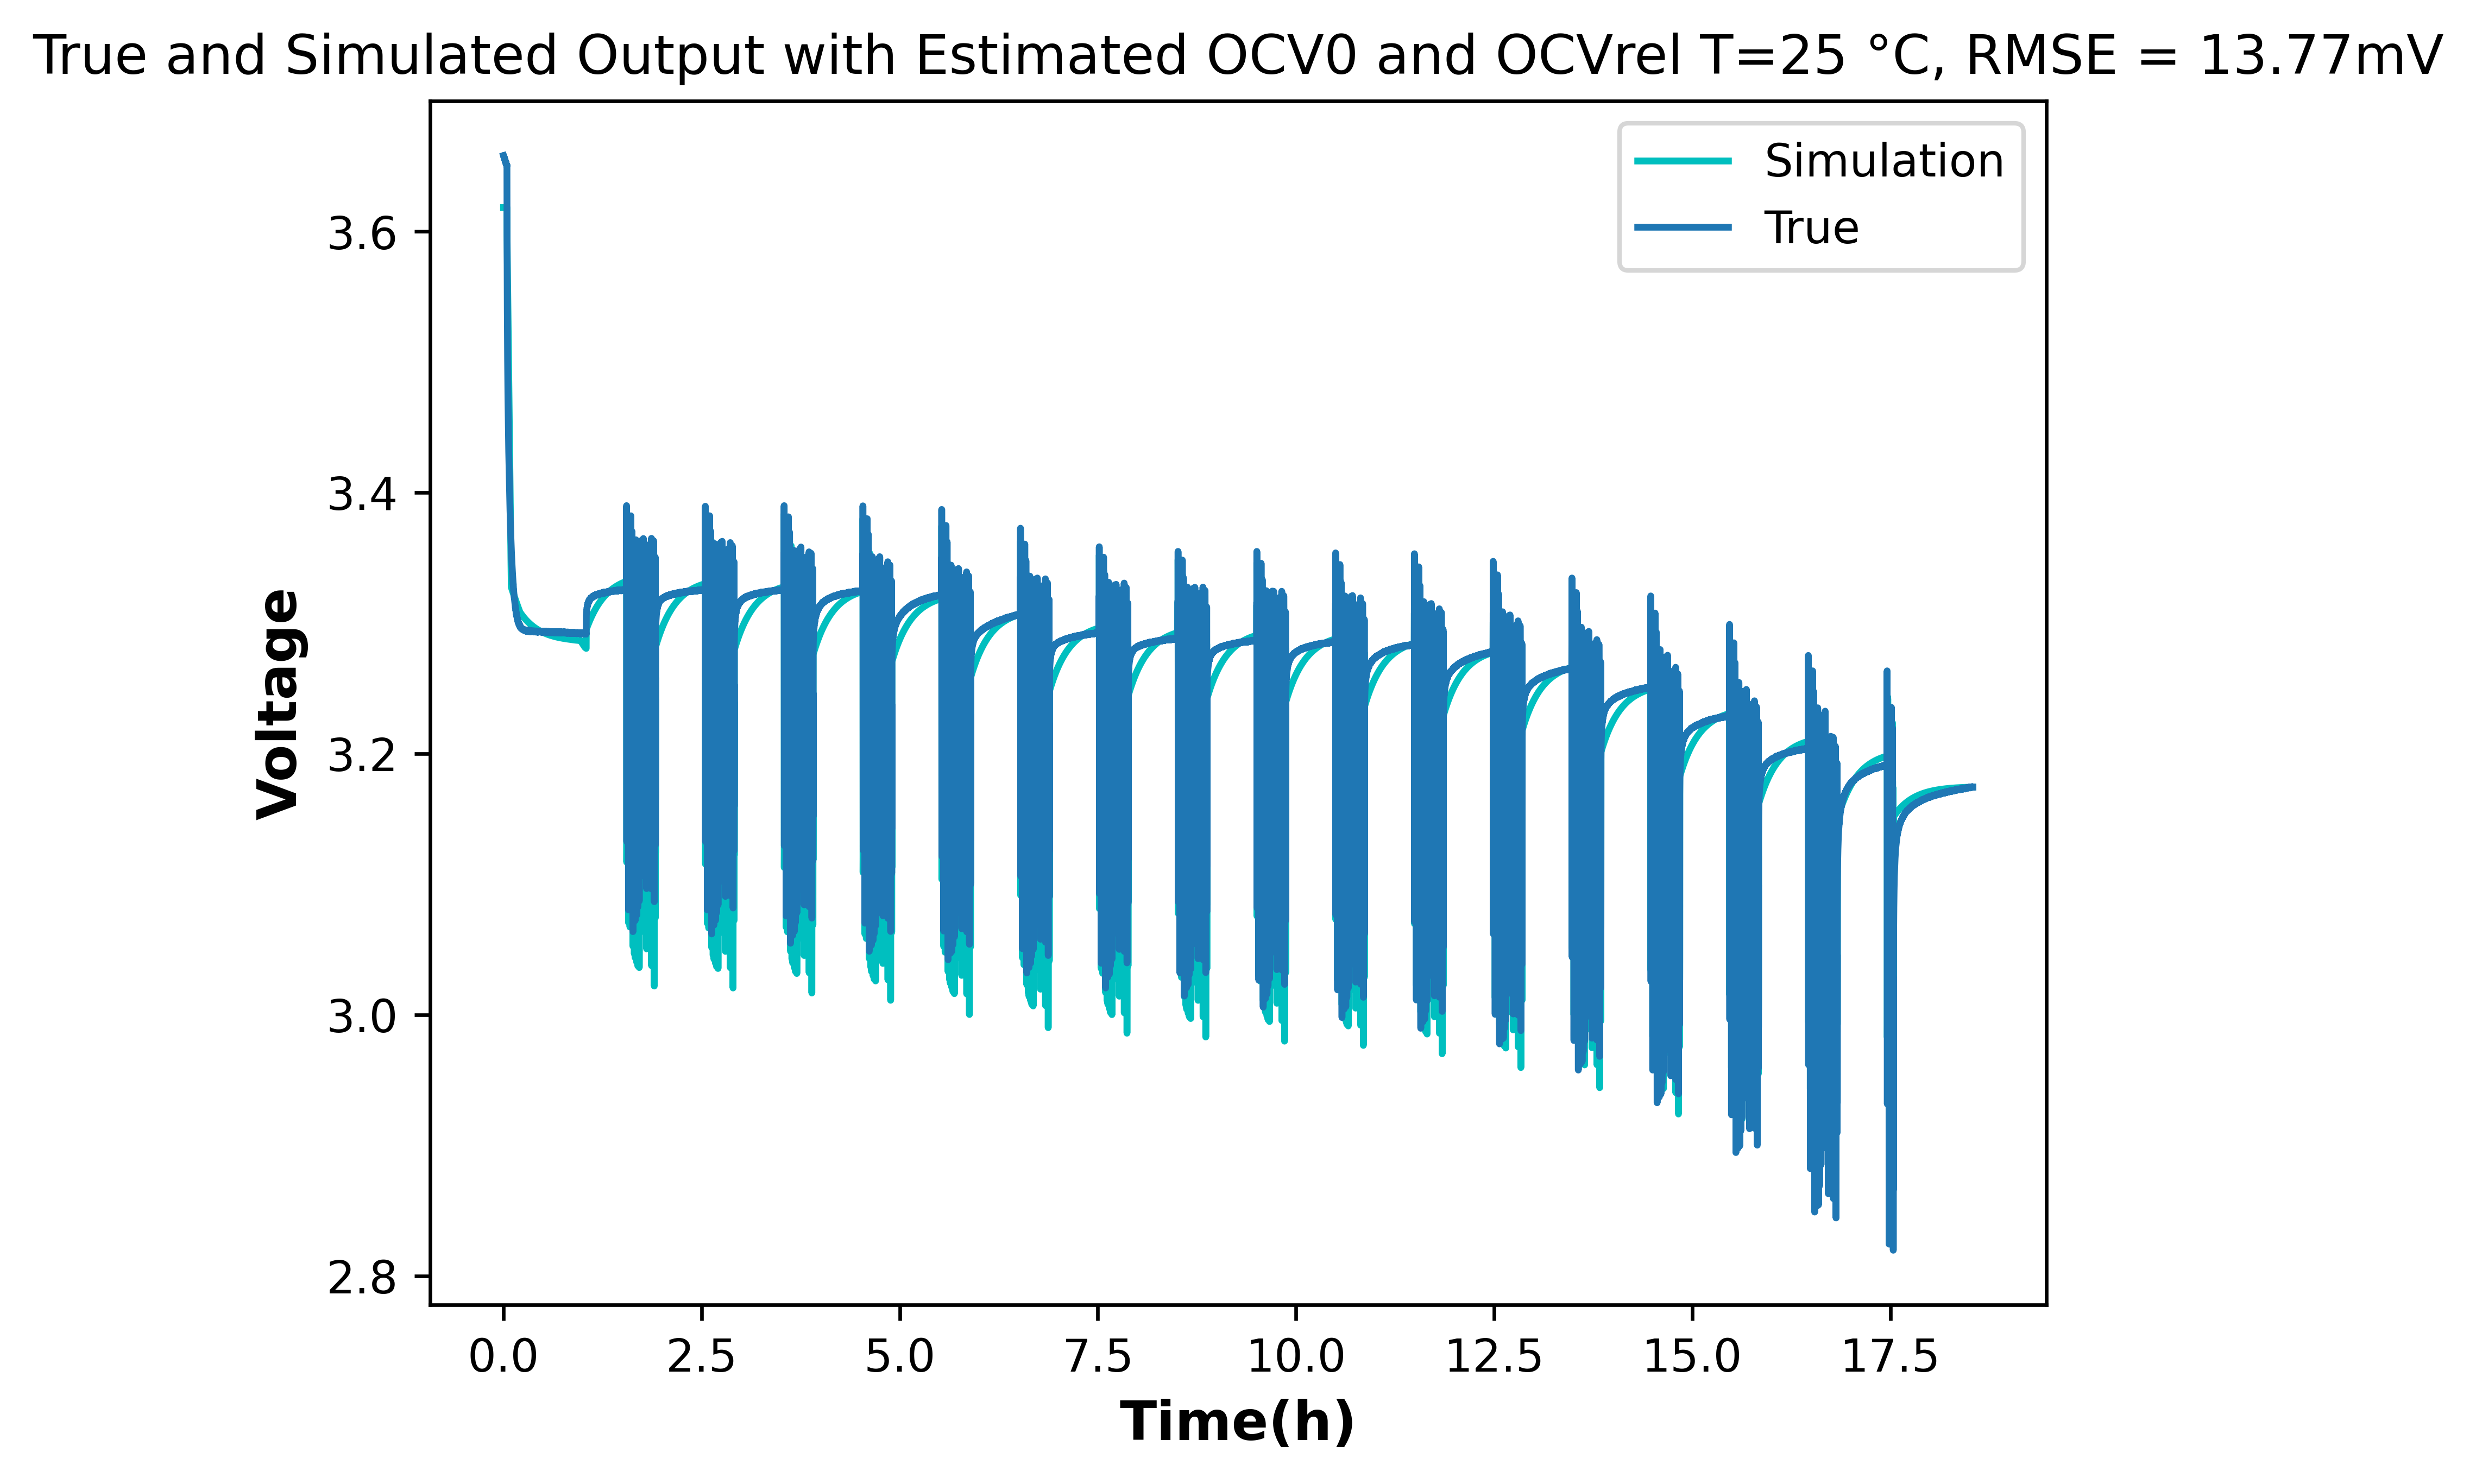 True and Simulated Output with Estimated OCV0 and OCVrel T=25 °C, RMSE = 13.77mV
Simulation
True
3.6
3.4
3.2
3.0
2.8
Voltage
0.0 2.5 5.0 7.5 10.0 12.5 15.0 17.5
Time(h)